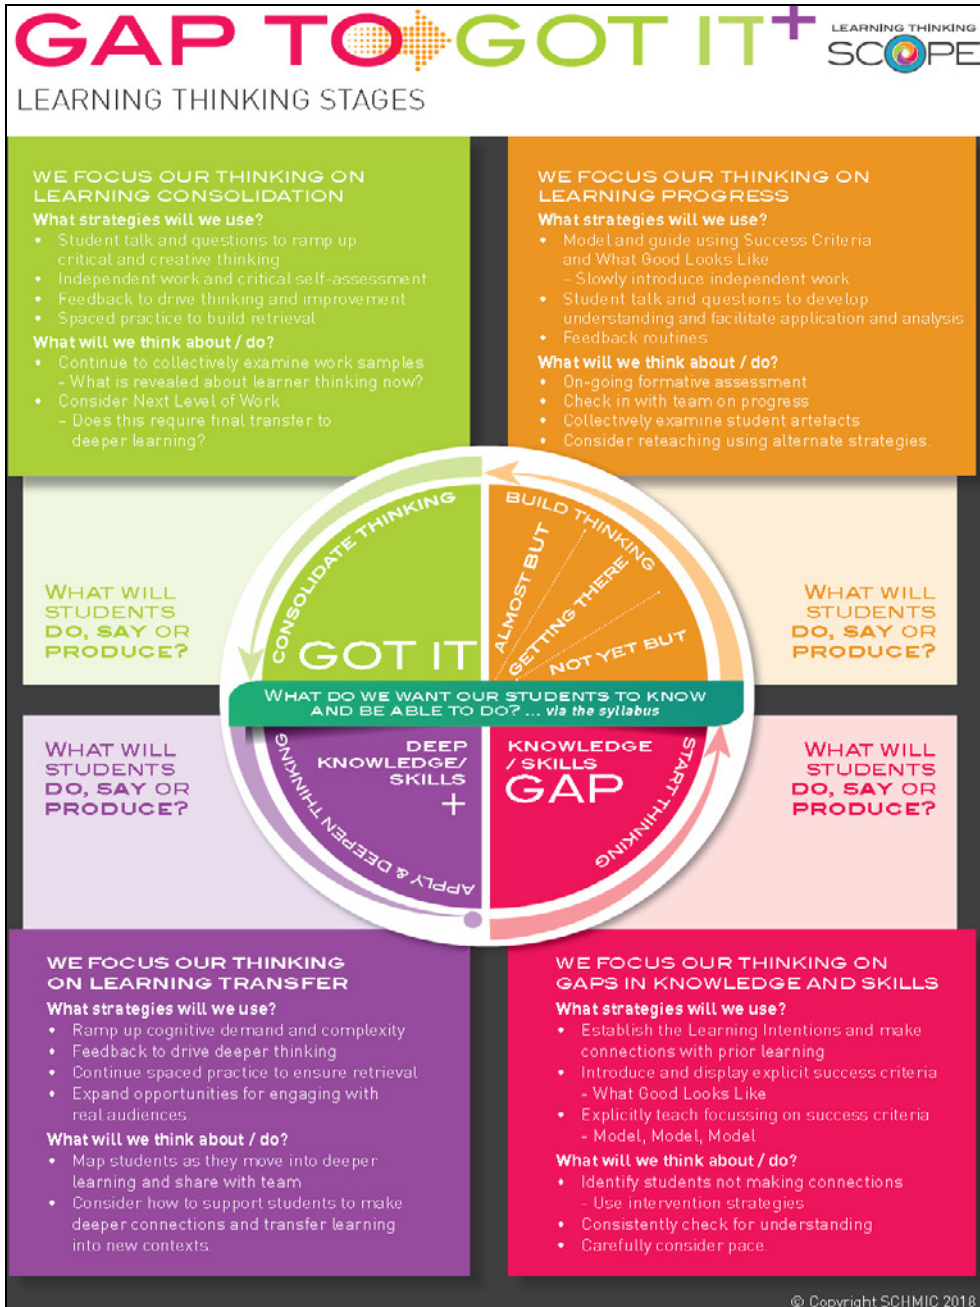 GAP TO GOT IT+
LEARNING THINKING
SCOPE
LEARNING THINKING STAGES
WE FOCUS OUR THINKING ON
LEARNING CONSOLIDATION
What strategies will we use?
• Student talk and questions to ramp up
critical and creative thinking
• Independent work and critical self-assessment
• Feedback to drive thinking and improvement
• Spaced practice to build retrieval
What will we think about / do?
• Continue to collectively examine work samples
- What is revealed about learner thinking now?
• Consider Next Level of Work
– Does this require final transfer to
deeper learning?
WE FOCUS OUR THINKING ON
LEARNING PROGRESS
What strategies will we use?
• Model and guide using Success Criteria
and What Good Looks Like
– Slowly introduce independent work
• Student talk and questions to develop
understanding and facilitate application and analysis
• Feedback routines
What will we think about / do?
• On-going formative assessment
• Check in with team on progress
• Collectively examine student artefacts
• Consider reteaching using alternate strategies.
WHAT WILL
STUDENTS
DO, SAY OR
PRODUCE?
CONSOLIDATE THINKING
GOT IT
BUILD THINKING
ALMOST BUT
GETTING THERE
NOT YET BUT
WHAT WILL
STUDENTS
DO, SAY OR
PRODUCE?
WHAT DO WE WANT OUR STUDENTS TO KNOW
AND BE ABLE TO DO? ... via the syllabus
WHAT WILL
STUDENTS
DO, SAY OR
PRODUCE?
DEEP
KNOWLEDGE/
SKILLS
+
APPLY & DEEPEN THINKING
KNOWLEDGE
/ SKILLS
GAP
START THINKING
WHAT WILL
STUDENTS
DO, SAY OR
PRODUCE?
WE FOCUS OUR THINKING
ON LEARNING TRANSFER
What strategies will we use?
• Ramp up cognitive demand and complexity
• Feedback to drive deeper thinking
• Continue spaced practice to ensure retrieval
• Expand opportunities for engaging with
real audiences.
What will we think about / do?
• Map students as they move into deeper
learning and share with team
• Consider how to support students to make
deeper connections and transfer learning
into new contexts.
WE FOCUS OUR THINKING ON
GAPS IN KNOWLEDGE AND SKILLS
What strategies will we use?
• Establish the Learning Intentions and make
connections with prior learning
• Introduce and display explicit success criteria
- What Good Looks Like
• Explicitly teach focussing on success criteria
- Model, Model, Model
What will we think about / do?
• Identify students not making connections
- Use intervention strategies
• Consistently check for understanding
• Carefully consider pace.
© Copyright SCHMIC 2018